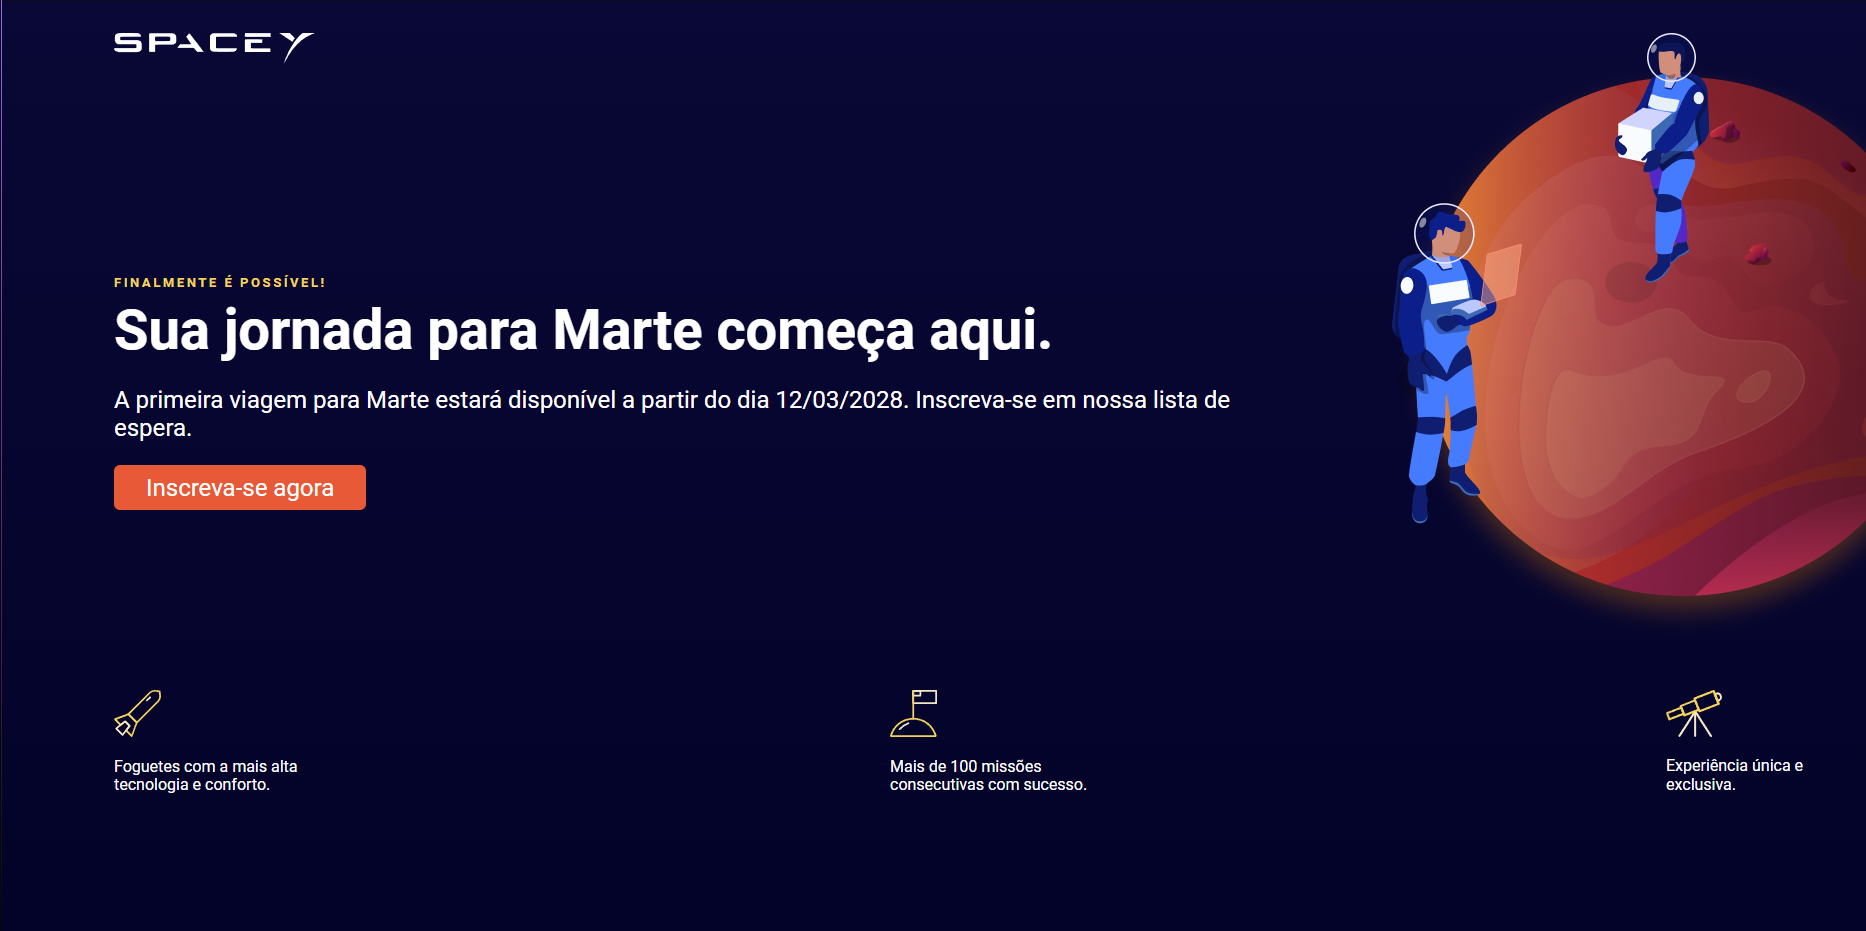 SPACEY
FINALMENTE É POSSÍVEL!
Sua jornada para Marte começa aqui.
A primeira viagem para Marte estará disponível a partir do dia 12/03/2028. Inscreva-se em nossa lista de
espera.
Inscreva-se agora
Foguetes com a mais alta
tecnologia e conforto.
Mais de 100 missões
consecutivas com sucesso.
Experiência única e
exclusiva.